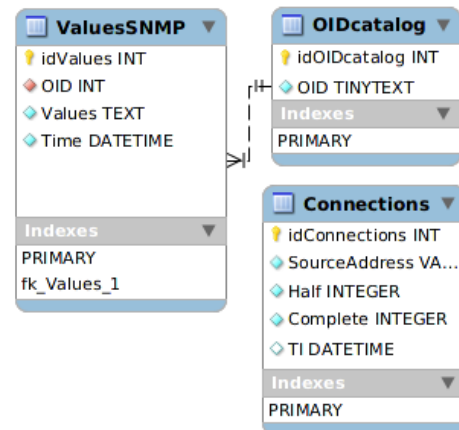 ValuesSNMP
idValues INT
OID INT
Values TEXT
Time DATETIME
Indexes
PRIMARY
fk_Values_1
OIDcatalog
idOIDcatalog INT
OID TINYTEXT
Indexes
PRIMARY
Connections
idConnections INT
SourceAddress VA...
Half INTEGER
Complete INTEGER
TI DATETIME
Indexes
PRIMARY